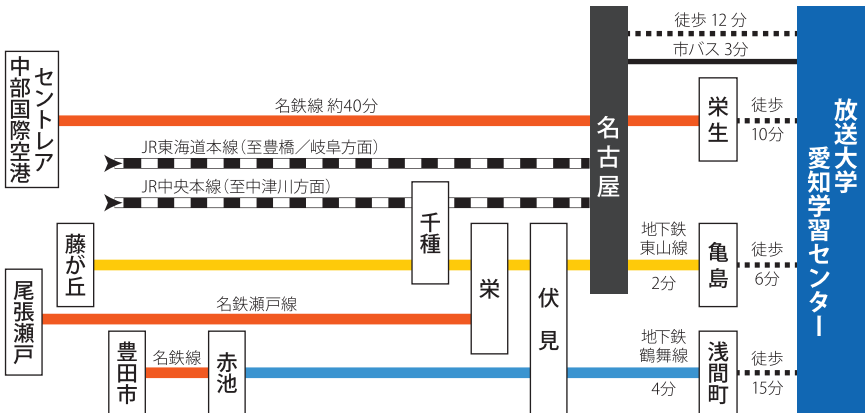 徒歩 12 分
市バス 3分
セントレア
中部国際空港
名鉄線 約40分
名古屋
栄生
徒歩
10分
放送大学
愛知学習センター
JR東海道本線(至豊橋／岐阜方面)
JR中央本線(至中津川方面)
千種
藤が丘
栄
伏見
地下鉄
東山線
2分
亀島
徒歩
6分
尾張瀬戸
名鉄瀬戸線
豊田市
名鉄線
赤池
地下鉄
鶴舞線
4分
浅間町
徒歩
15分